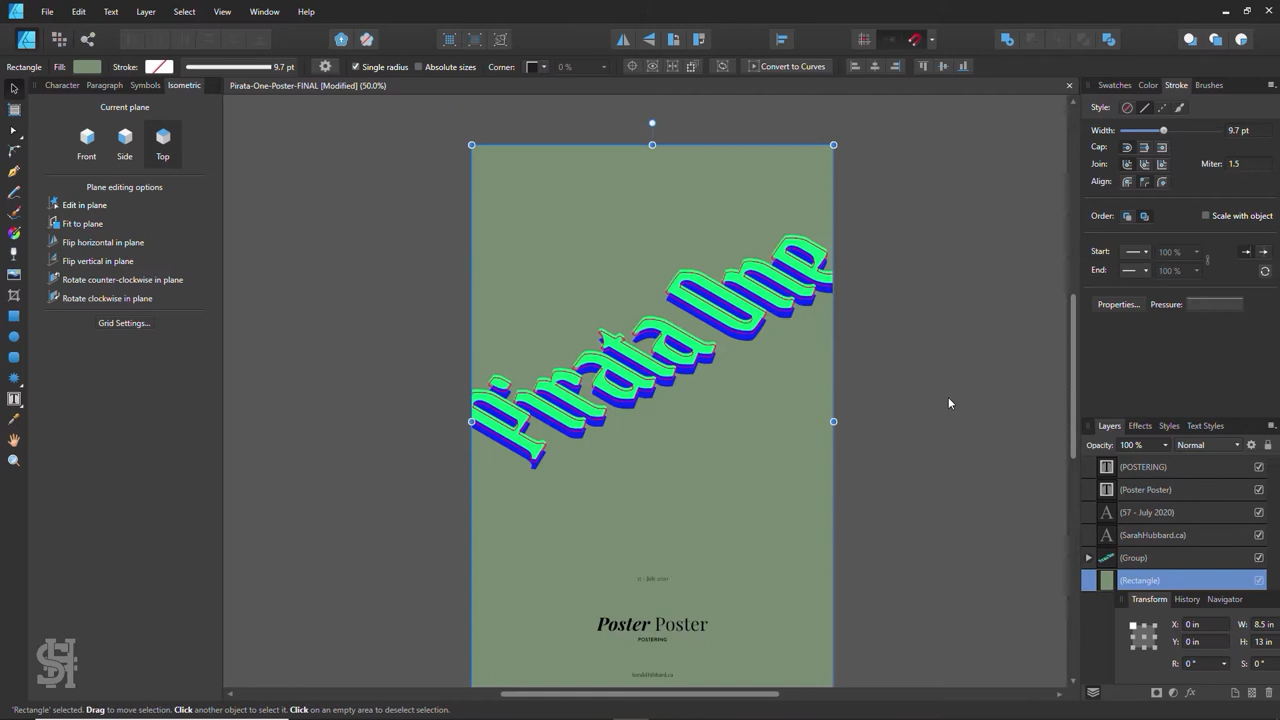 File Edit Text Layer Select View Window Help
Rectangle Fill: Stroke: 9.7 pt Single radius Absolute sizes Corner: 0 % Convert to Curves
Character Paragraph Symbols Isometric
Pirata-One-Poster-FINAL [Modified] (50.0%)
Swatches Color Stroke Brushes
Current plane
Front Side Top
Plane editing options
Edit in plane
Fit to plane
Flip horizontal in plane
Flip vertical in plane
Rotate counter-clockwise in plane
Rotate clockwise in plane
Grid Settings...
Pirata One
57 - July 2020
Poster Poster
POSTERING
SarahHubbard.ca
Style:
Width: 9.7 pt
Cap:
Join: Miter: 1.5
Align:
Order: Scale with object
Start: 100 %
End: 100 %
Properties... Pressure:
Layers Effects Styles Text Styles
Opacity: 100 % Normal
(POSTERING)
(Poster Poster)
(57 - July 2020)
(SarahHubbard.ca)
(Group)
(Rectangle)
Transform History Navigator
X: 0 in W: 8.5 in
Y: 0 in H: 13 in
R: 0 ° S: 0 °
SH
'Rectangle' selected. Drag to move selection. Click another object to select it. Click on an empty area to deselect selection.